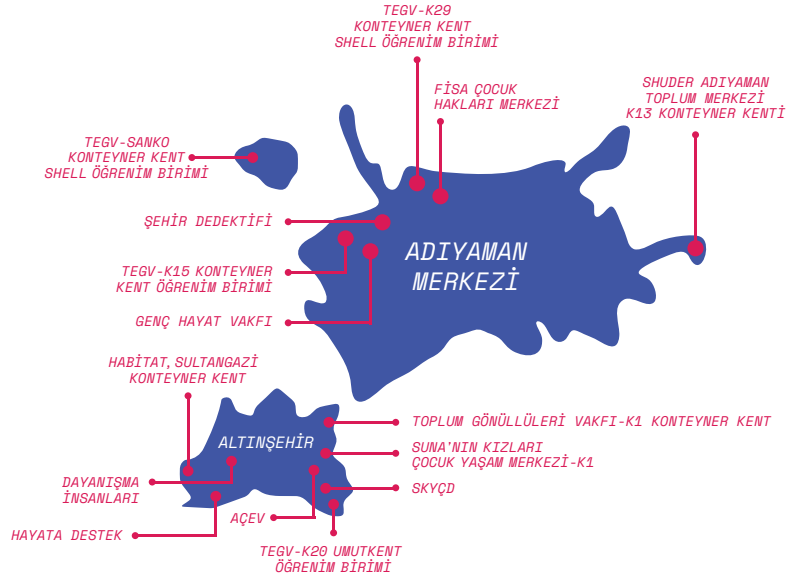 TEGV-K29
KONTEYNER KENT
SHELL ÖĞRENİM BİRİMİ
FİSA ÇOCUK
HAKLARI MERKEZİ
SHUDER ADIYAMAN
TOPLUM MERKEZİ
K13 KONTEYNER KENTİ
TEGV-SANKO
KONTEYNER KENT
SHELL ÖĞRENİM BİRİMİ
ŞEHİR DEDEKTİFİ
TEGV-K15 KONTEYNER
KENT ÖĞRENİM BİRİMİ
GENÇ HAYAT VAKFI
ADIYAMAN
MERKEZİ
HABİTAT, SULTANGAZİ
KONTEYNER KENT
ALTINŞEHİR
TOPLUM GÖNÜLLÜLERİ VAKFI-K1 KONTEYNER KENT
SUNA'NIN KIZLARI
ÇOCUK YAŞAM MERKEZİ-K1
DAYANIŞMA
İNSANLARI
SKYÇD
HAYATA DESTEK
AÇEV
TEGV-K20 UMUTKENT
ÖĞRENİM BİRİMİ